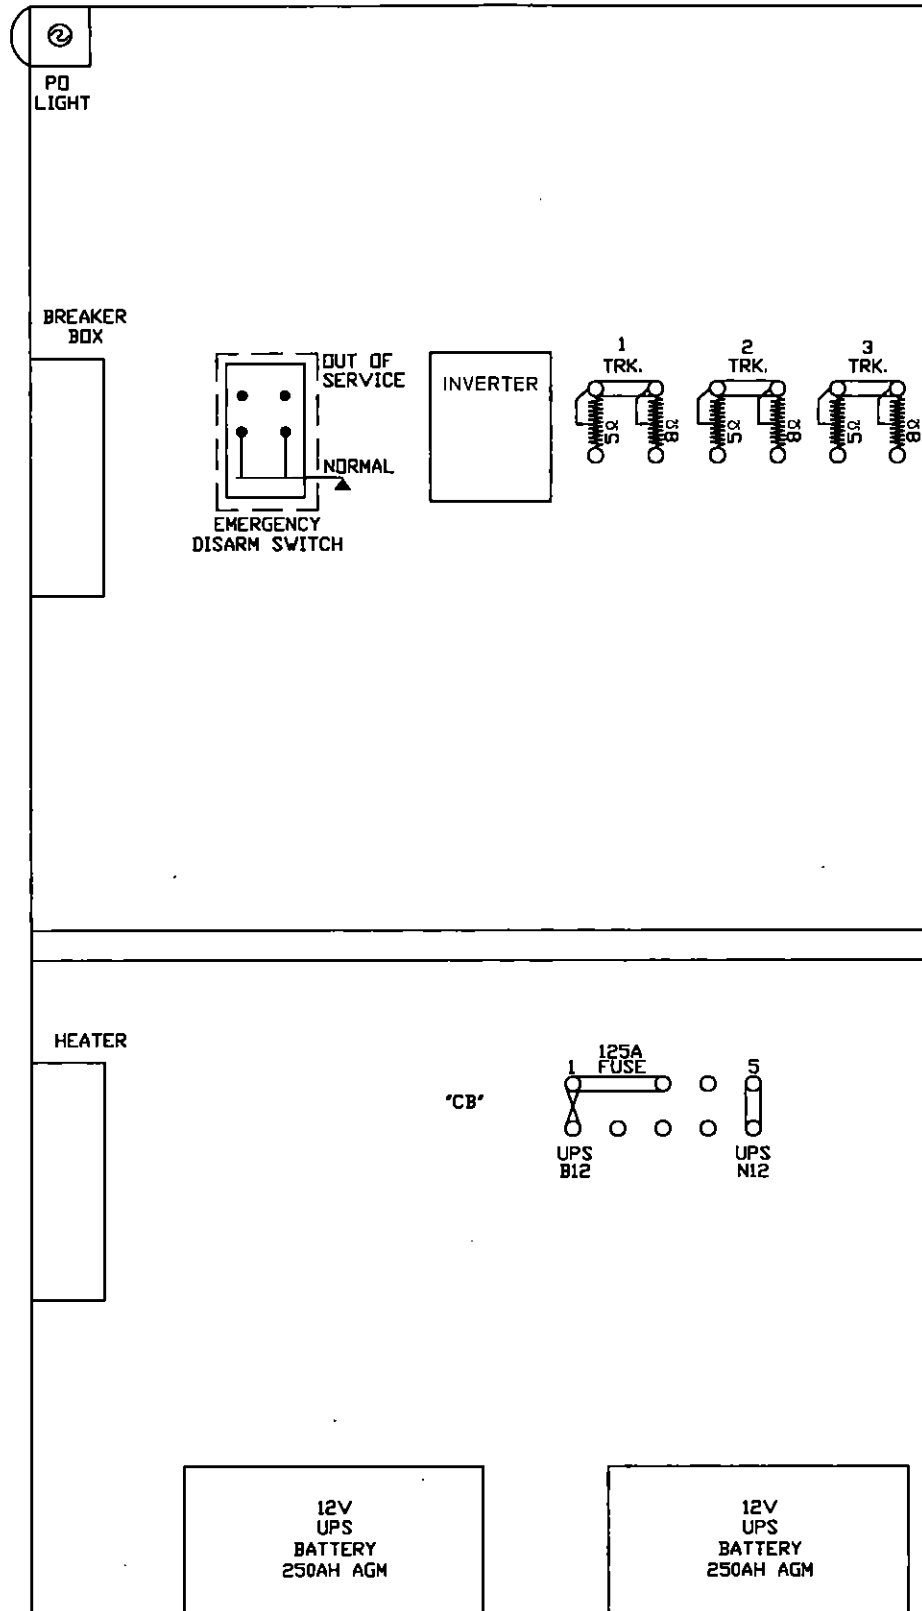 PO
LIGHT
BREAKER
BOX
OUT OF
SERVICE
NORMAL
EMERGENCY
DISARM SWITCH
INVERTER
1
TRK.
5Ω
8Ω
2
TRK.
5Ω
8Ω
3
TRK.
5Ω
8Ω
HEATER
"CB"
1
125A
FUSE
5
UPS
B12
UPS
N12
12V
UPS
BATTERY
250AH AGM
12V
UPS
BATTERY
250AH AGM